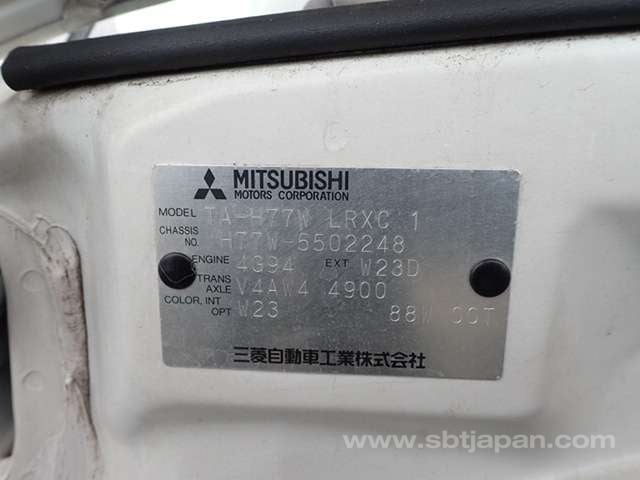 MITSUBISHI
MOTORS CORPORATION
MODEL TA-H77W LRXC 1
CHASSIS NO. H77W-5502248
ENGINE 4G94 EXT W23D
TRANS AXLE V4AW4 4900
COLOR, INT OPT W23 88W OOT
三菱自動車工業株式会社
www.sbtjapan.com